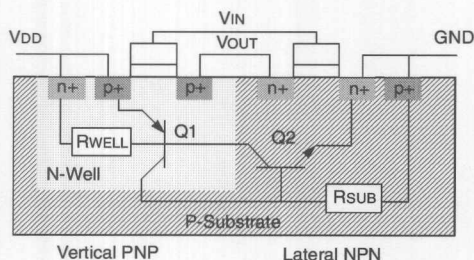 VIN
VDD
VOUT
GND
n+ p+ p+ n+ n+ p+
Q1
Q2
RWELL
N-Well
RSUB
P-Substrate
Vertical PNP Lateral NPN